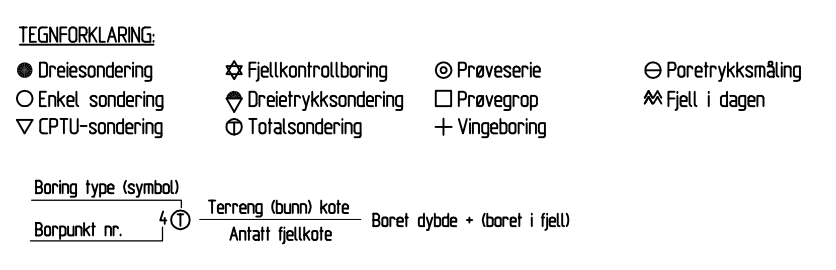 TEGNFORKLARING:
Dreiesondering Fjellkontrollboring Prøveserie Poretrykksmåling
Enkel sondering Dreietrykksondering Prøvegrop Fjell i dagen
CPTU-sondering Totalsondering Vingeboring
Boring type (symbol)
Borpunkt nr. 4 T Terreng (bunn) kote
Antatt fjellkote
Boret dybde + (boret i fjell)